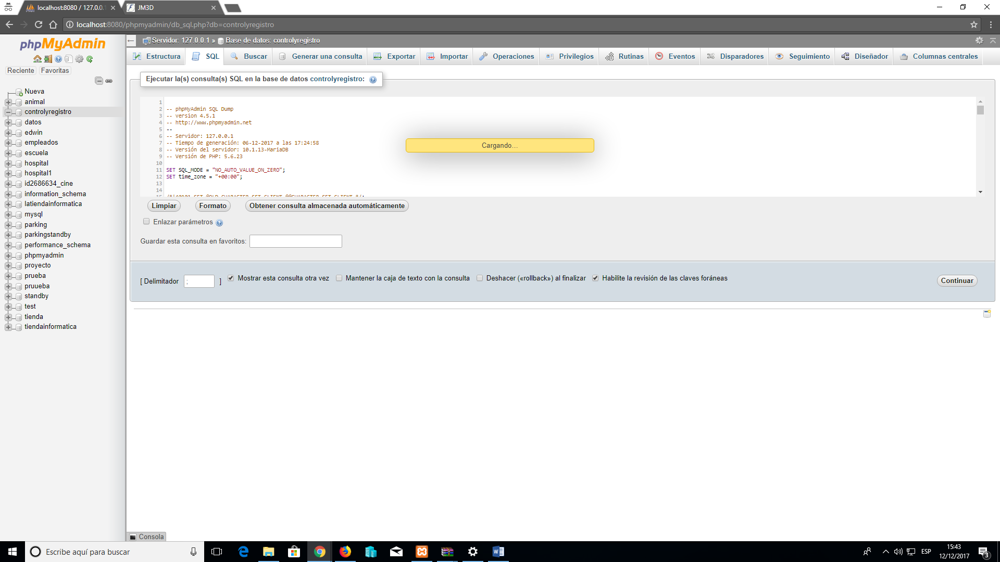 localhost:8080 / 127.0.0.1
JM3D
localhost:8080/phpmyadmin/db_sql.php?db=controlyregistro
phpMyAdmin
Reciente
Favoritas
Nueva
animal
controlyregistro
datos
edwin
empleados
escuela
hospital
hospital1
id2686634_cine
information_schema
latiendainformatica
mysql
parking
parkingstandby
performance_schema
phpmyadmin
proyecto
prueba
pruueba
standby
test
tienda
tiendainformatica
Servidor: 127.0.0.1 » Base de datos: controlyregistro
Estructura
SQL
Buscar
Generar una consulta
Exportar
Importar
Operaciones
Privilegios
Rutinas
Eventos
Disparadores
Seguimiento
Diseñador
Columnas centrales
Ejecutar la(s) consulta(s) SQL en la base de datos controlyregistro:
1
2 -- phpMyAdmin SQL Dump
3 -- version 4.5.1
4 -- http://www.phpmyadmin.net
5 --
6 -- Servidor: 127.0.0.1
7 -- Tiempo de generación: 06-12-2017 a las 17:24:58
8 -- Versión del servidor: 10.1.13-MariaDB
9 -- Versión de PHP: 5.6.23
10
11 SET SQL_MODE = "NO_AUTO_VALUE_ON_ZERO";
12 SET time_zone = "+00:00";
13
14
15 /*!40101 SET @OLD_CHARACTER_SET_CLIENT=@@CHARACTER_SET_CLIENT */;
Cargando...
Limpiar
Formato
Obtener consulta almacenada automáticamente
Enlazar parámetros
Guardar esta consulta en favoritos:
[ Delimitador ; ]
Mostrar esta consulta otra vez
Mantener la caja de texto con la consulta
Deshacer («rollback») al finalizar
Habilite la revisión de las claves foráneas
Continuar
Consola
Escribe aquí para buscar
ESP
15:43
12/12/2017
3